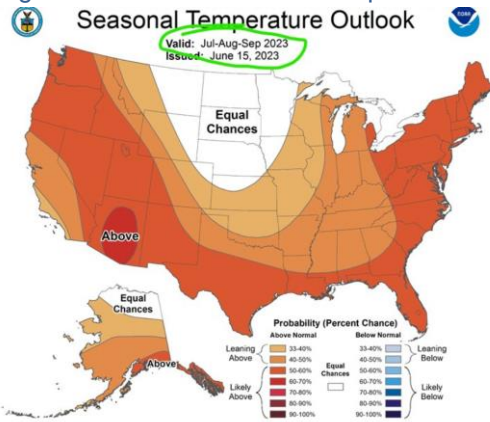 Seasonal Temperature Outlook
Valid: Jul-Aug-Sep 2023
Issued: June 15, 2023
Equal
Chances
Above
Equal
Chances
Above
Probability (Percent Chance)
Above Normal Below Normal
Leaning
Above
33-40%
40-50%
50-60%
60-70%
70-80%
80-90%
90-100%
Likely
Above
Equal
Chances
33-40%
40-50%
50-60%
60-70%
70-80%
80-90%
90-100%
Leaning
Below
Likely
Below